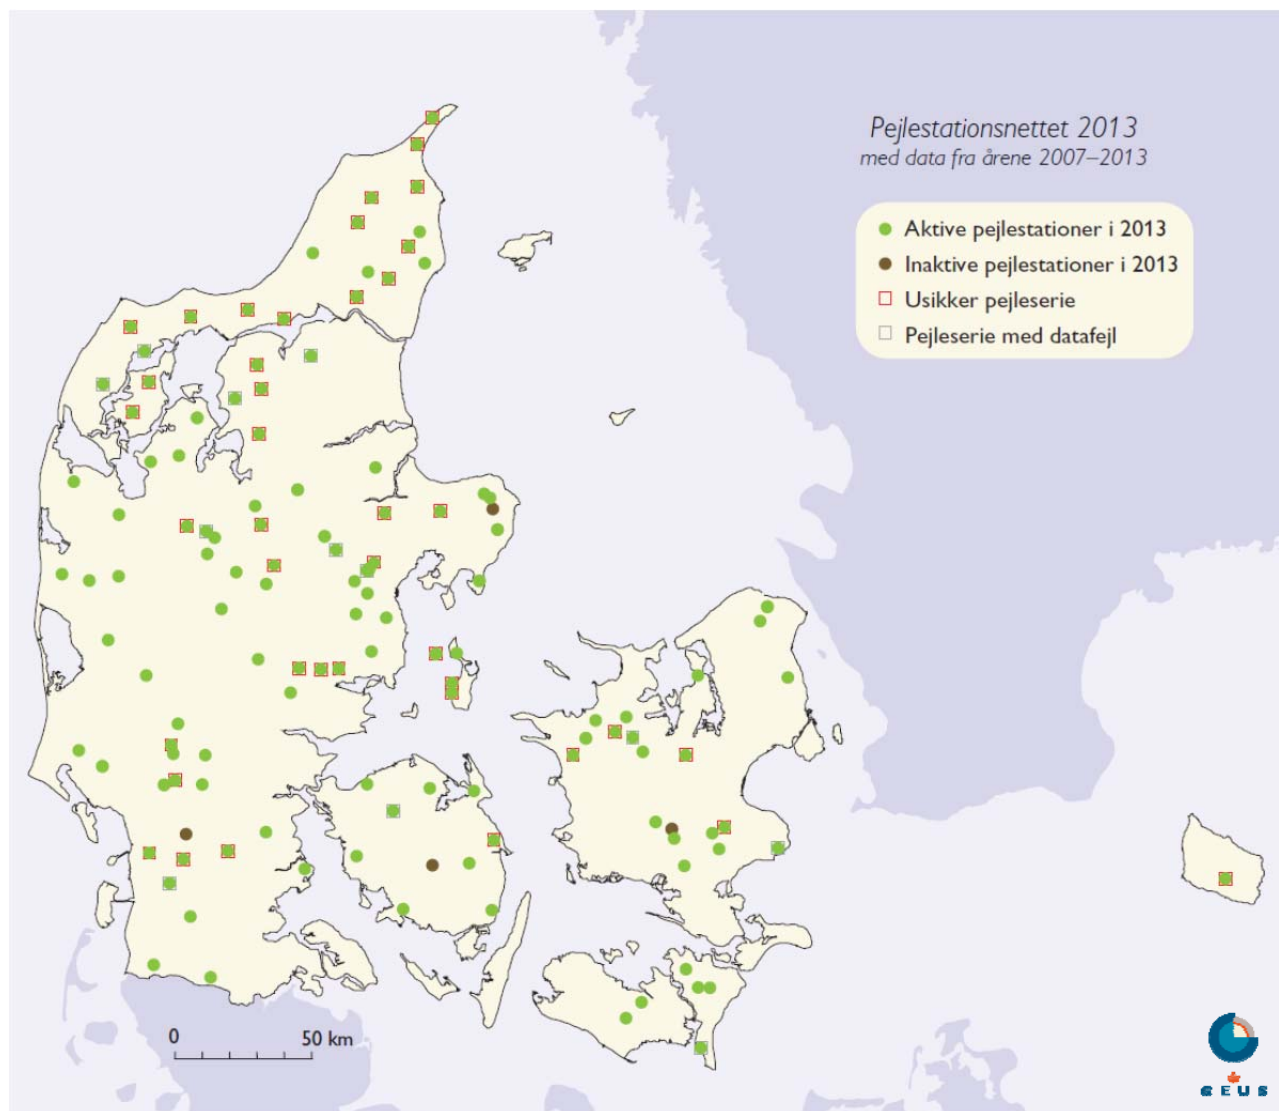 Pejlestationsnettet 2013
med data fra årene 2007–2013
Aktive pejlestationer i 2013
Inaktive pejlestationer i 2013
Usikker pejleserie
Pejleserie med datafejl
0 50 km
GEUS